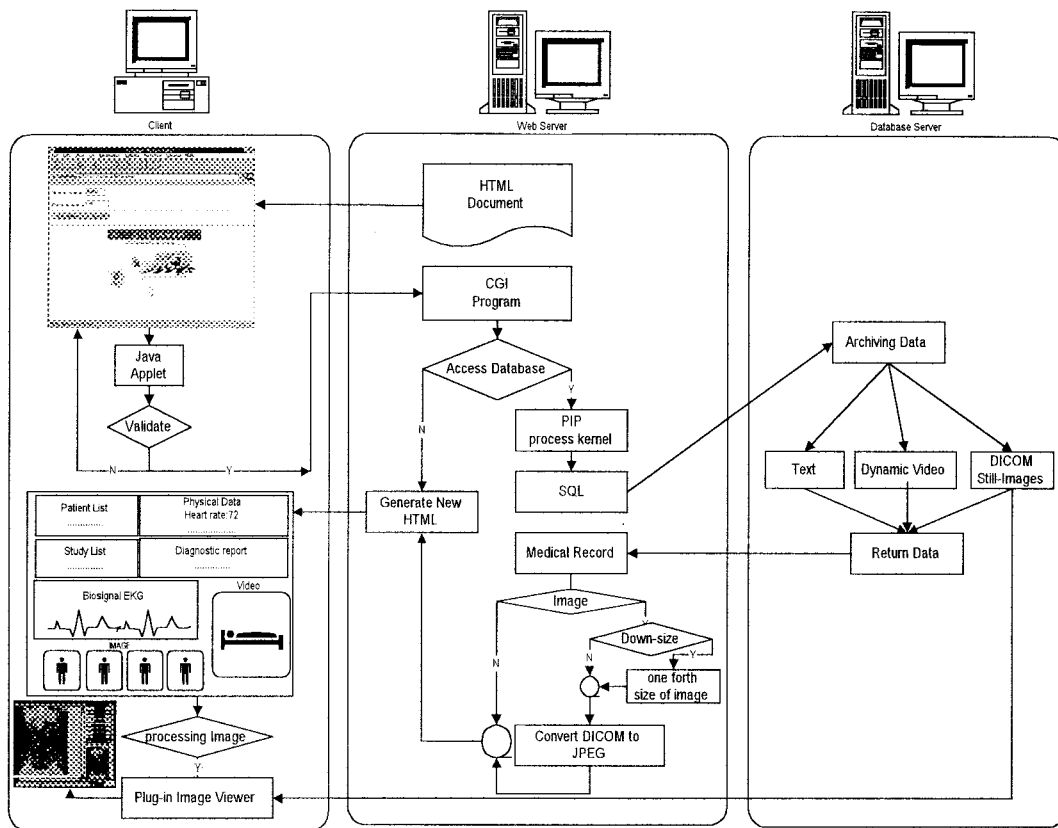 Client
Web Server
Database Server
HTML
Document
CGI
Program
Java
Applet
Access Database
Archiving Data
Validate
Y
N
PIP
process kernel
N
Y
Text
Dynamic Video
DICOM
Still-Images
SQL
Patient List
.............
Physical Data
Heart rate:72
.................
Generate New
HTML
Study List
.............
Diagnostic report
.............
Medical Record
Return Data
Biosignal EKG
Video
Image
Y
IMAGE
Down-size
N
N
Y
one forth
size of image
processing Image
Convert DICOM to
JPEG
Y
Plug-in Image Viewer